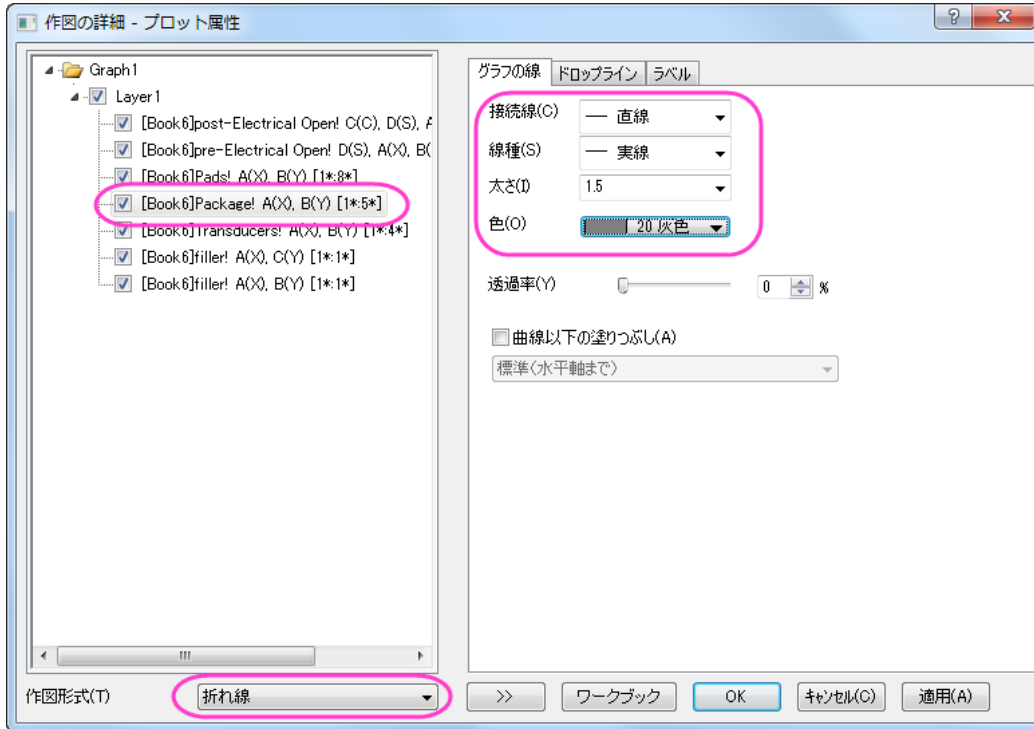 作図の詳細 - プロット属性
Graph1
Layer1
[Book6]post-Electrical Open! C(C), D(S), A
[Book6]pre-Electrical Open! D(S), A(X), B(
[Book6]Pads! A(X), B(Y) [1*:8*]
[Book6]Package! A(X), B(Y) [1*:5*]
[Book6]Transducers! A(X), B(Y) [1*:4*]
[Book6]filler! A(X), C(Y) [1*:1*]
[Book6]filler! A(X), B(Y) [1*:1*]
作図形式(T) 折れ線
グラフの線 ドロップライン ラベル
接続線(C) 直線
線種(S) 実線
太さ(I) 1.5
色(O) 20 灰色
透過率(Y) 0 %
曲線以下の塗りつぶし(A)
標準(水平軸まで)
>> ワークブック OK キャンセル(C) 適用(A)